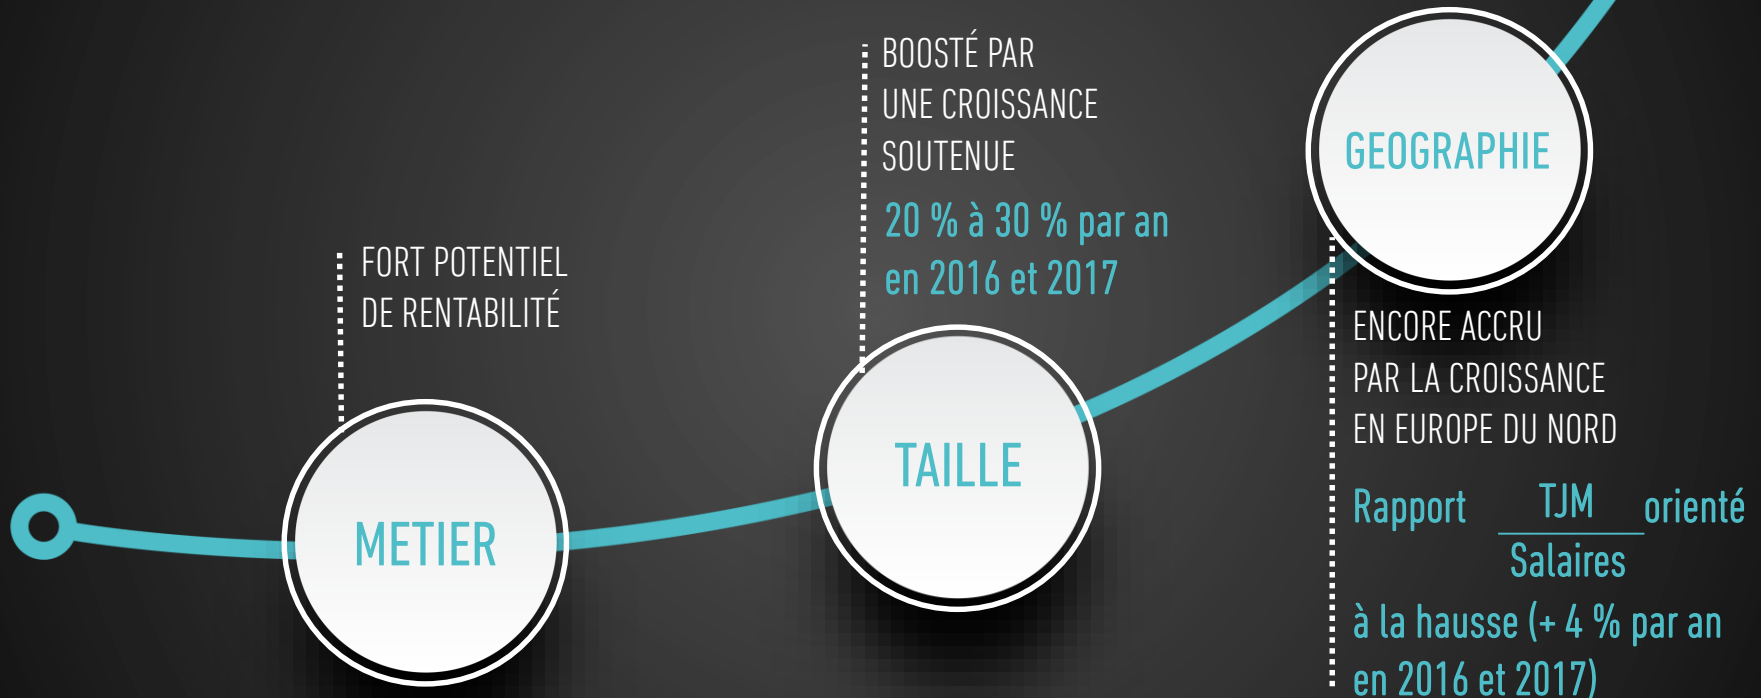 FORT POTENTIEL
DE RENTABILITÉ
METIER
BOOSTÉ PAR
UNE CROISSANCE
SOUTENUE
20 % à 30 % par an
en 2016 et 2017
TAILLE
GEOGRAPHIE
ENCORE ACCRU
PAR LA CROISSANCE
EN EUROPE DU NORD
Rapport TJM orienté
Salaires
à la hausse (+ 4 % par an
en 2016 et 2017)